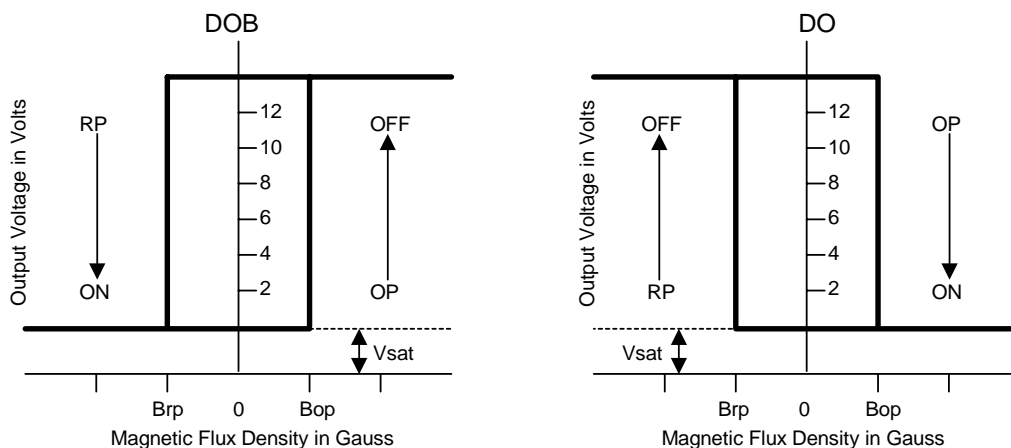 DOB
Output Voltage in Volts
RP
ON
12
10
8
6
4
2
OFF
OP
Vsat
Brp
0
Bop
Magnetic Flux Density in Gauss
DO
Output Voltage in Volts
OFF
RP
12
10
8
6
4
2
OP
ON
Vsat
Brp
0
Bop
Magnetic Flux Density in Gauss